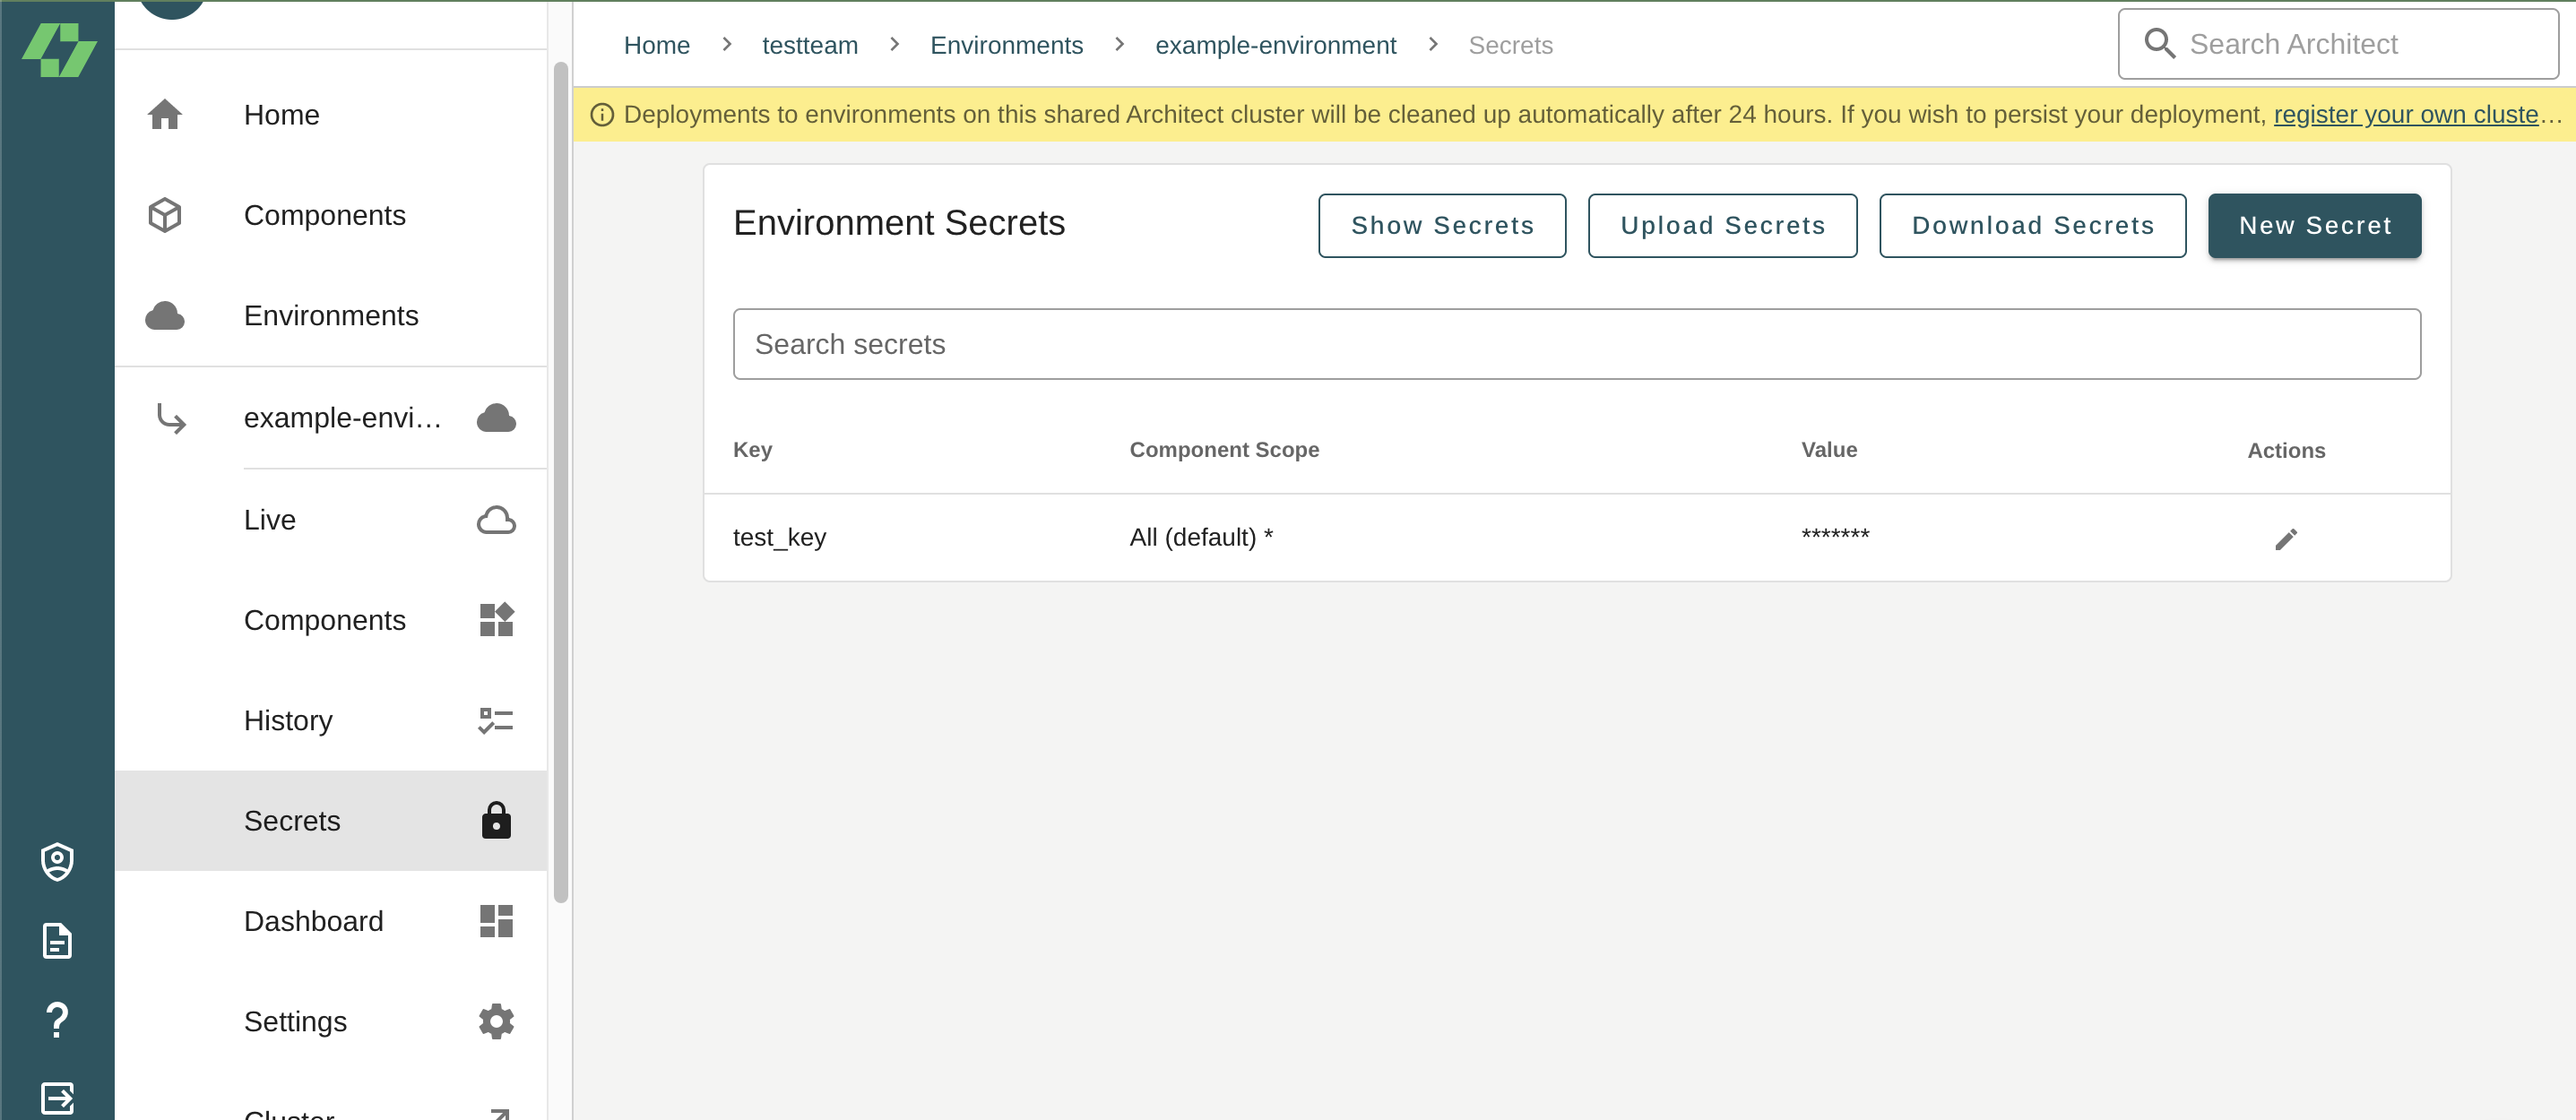 Home
testteam
Environments
example-environment
Secrets
Search Architect
Deployments to environments on this shared Architect cluster will be cleaned up automatically after 24 hours. If you wish to persist your deployment, register your own cluste…
Home
Components
Environments
example-envi…
Live
Components
History
Secrets
Dashboard
Settings
Cluster
Environment Secrets
Show Secrets
Upload Secrets
Download Secrets
New Secret
Search secrets
Key Component Scope Value Actions
test_key All (default) * *******